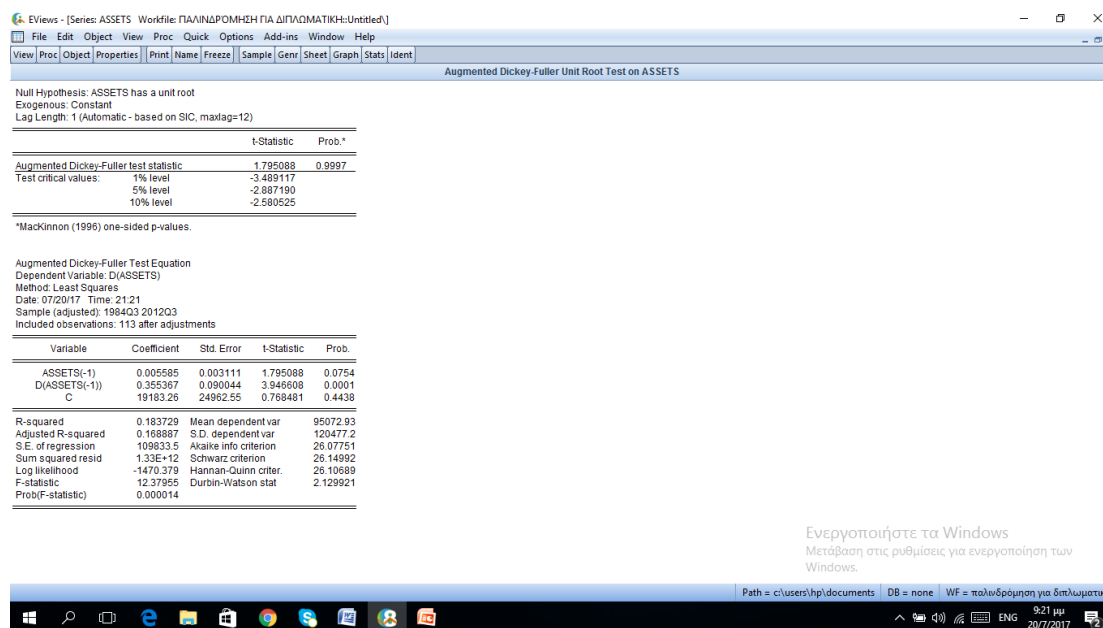 EViews - [Series: ASSETS Workfile: ΠΑΛΙΝΔΡΌΜΗΣΗ ΓΙΑ ΔΙΠΛΩΜΑΤΙΚΗ::Untitled\]
File Edit Object View Proc Quick Options Add-ins Window Help
View Proc Object Properties Print Name Freeze Sample Genr Sheet Graph Stats Ident
Augmented Dickey-Fuller Unit Root Test on ASSETS
Null Hypothesis: ASSETS has a unit root
Exogenous: Constant
Lag Length: 1 (Automatic - based on SIC, maxlag=12)
t-Statistic Prob.*
Augmented Dickey-Fuller test statistic 1.795088 0.9997
Test critical values: 1% level -3.489117
5% level -2.887190
10% level -2.580525
*MacKinnon (1996) one-sided p-values.
Augmented Dickey-Fuller Test Equation
Dependent Variable: D(ASSETS)
Method: Least Squares
Date: 07/20/17 Time: 21:21
Sample (adjusted): 1984Q3 2012Q3
Included observations: 113 after adjustments
Variable Coefficient Std. Error t-Statistic Prob.
ASSETS(-1) 0.005585 0.003111 1.795088 0.0754
D(ASSETS(-1)) 0.355367 0.090044 3.946608 0.0001
C 19183.26 24962.55 0.768481 0.4438
R-squared 0.183729 Mean dependent var 95072.93
Adjusted R-squared 0.168887 S.D. dependent var 120477.2
S.E. of regression 109833.5 Akaike info criterion 26.07751
Sum squared resid 1.33E+12 Schwarz criterion 26.14992
Log likelihood -1470.379 Hannan-Quinn criter. 26.10689
F-statistic 12.37955 Durbin-Watson stat 2.129921
Prob(F-statistic) 0.000014
Ενεργοποιήστε τα Windows
Μετάβαση στις ρυθμίσεις για ενεργοποίηση των
Windows.
Path = c:\users\hp\documents DB = none WF = παλινδρόμηση για διπλωματικ
ENG 9:21 μμ
20/7/2017 2